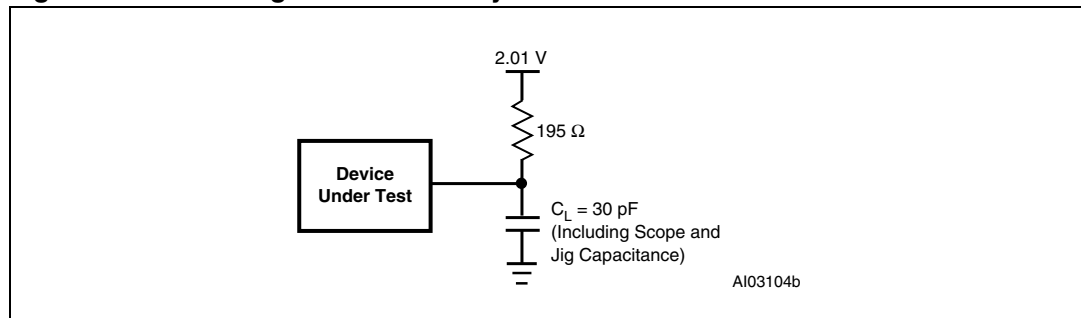 2.01 V
195 Ω
Device
Under Test
C_L = 30 pF
(Including Scope and
Jig Capacitance)
AI03104b